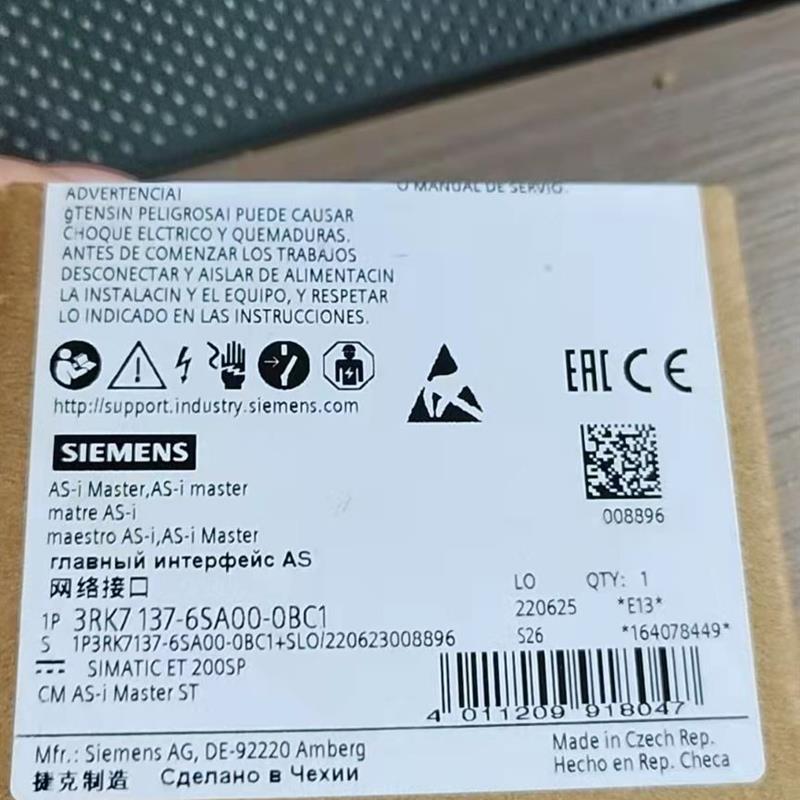 ADVERTENCIAI
O MANUAL DE SERVIO.
gTENSIN PELIGROSAI PUEDE CAUSAR
CHOQUE ELCTRICO Y QUEMADURAS.
ANTES DE COMENZAR LOS TRABAJOS
DESCONECTAR Y AISLAR DE ALIMENTACIN
LA INSTALACIN Y EL EQUIPO, Y RESPETAR
LO INDICADO EN LAS INSTRUCCIONES.
EAC CE
http://support.industry.siemens.com
SIEMENS
AS-i Master,AS-i master
matre AS-i
008896
maestro AS-i,AS-i Master
главный интерфейс AS
网络接口
LO QTY: 1
1P 3RK7 137-6SA00-0BC1
220625 *E13*
S 1P3RK7137-6SA00-0BC1+SLO/220623008896
S26 *164078449*
SIMATIC ET 200SP
CM AS-i Master ST
4 011209 918047
Mfr.: Siemens AG, DE-92220 Amberg
Made in Czech Rep.
捷克制造 Сделано в Чехии
Hecho en Rep. Checa